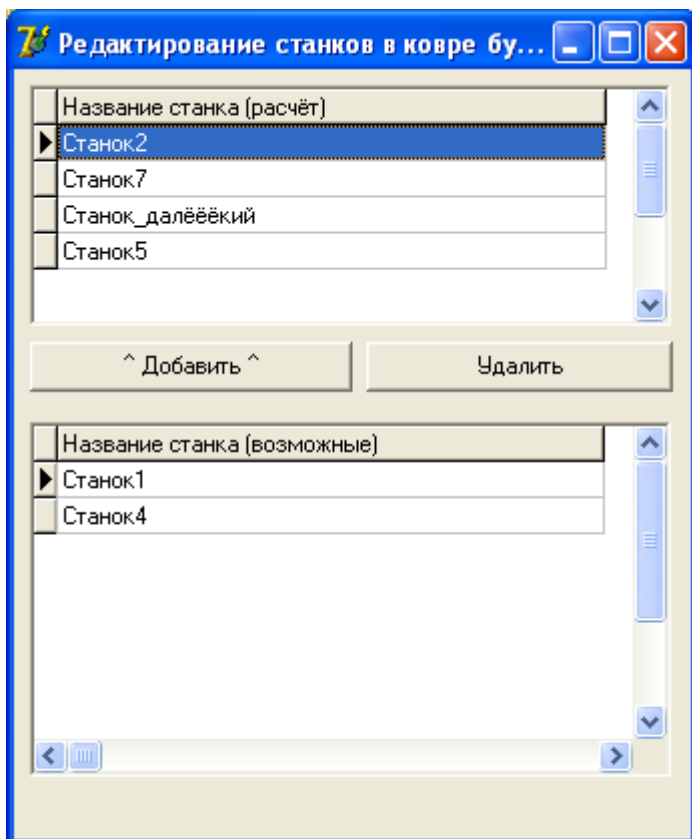 Редактирование станков в ковре бу...
Название станка (расчёт)
Станок2
Станок7
Станок_далёёёкий
Станок5
^ Добавить ^
Удалить
Название станка (возможные)
Станок1
Станок4